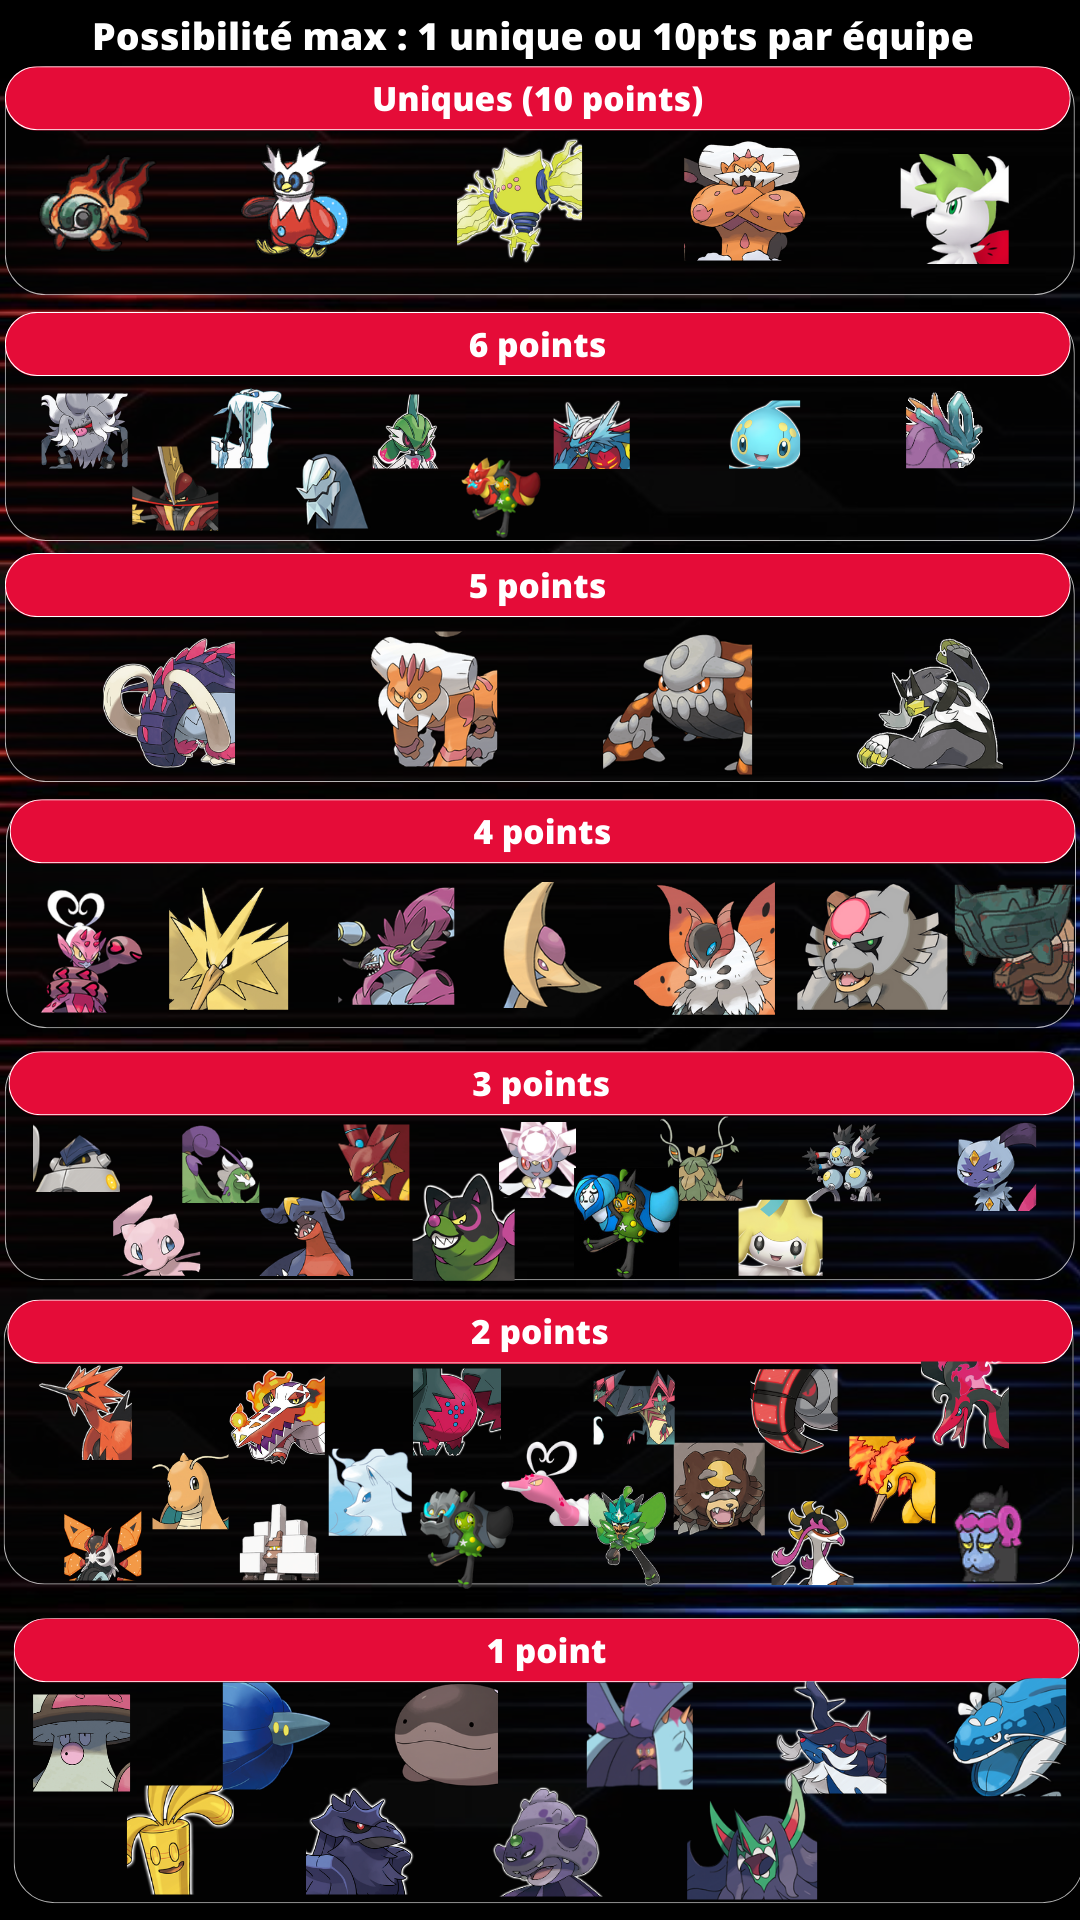 Possibilité max : 1 unique ou 10pts par équipe
Uniques (10 points)
6 points
5 points
4 points
3 points
2 points
1 point